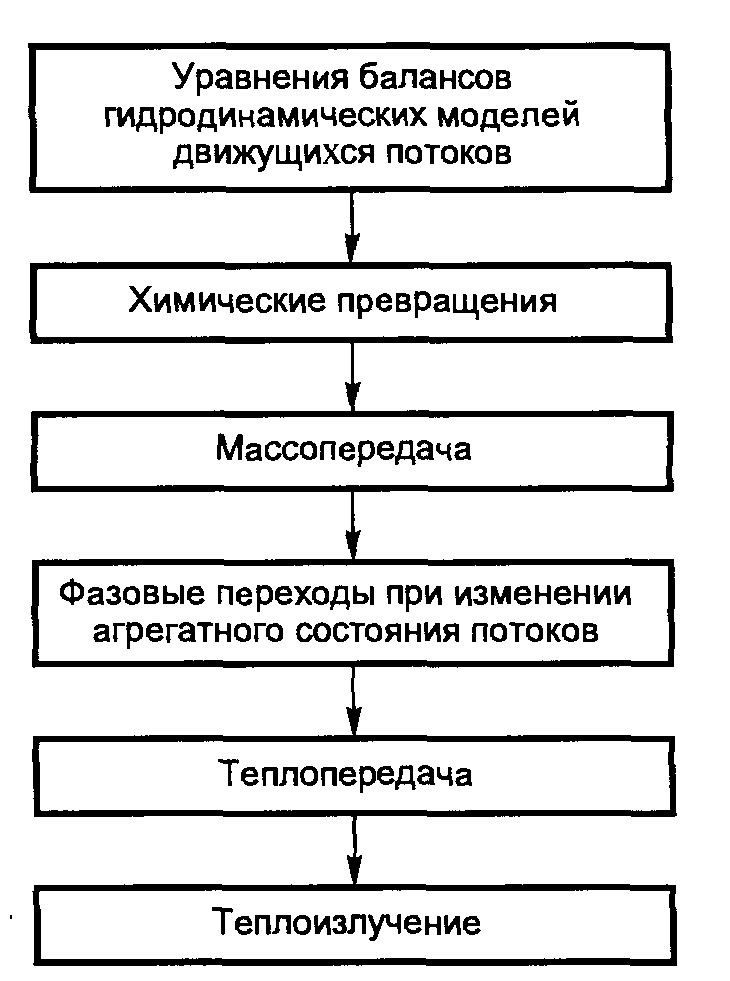 Уравнения балансов
гидродинамических моделей
движущихся потоков
Химические превращения
Массопередача
Фазовые переходы при изменении
агрегатного состояния потоков
Теплопередача
Теплоизлучение